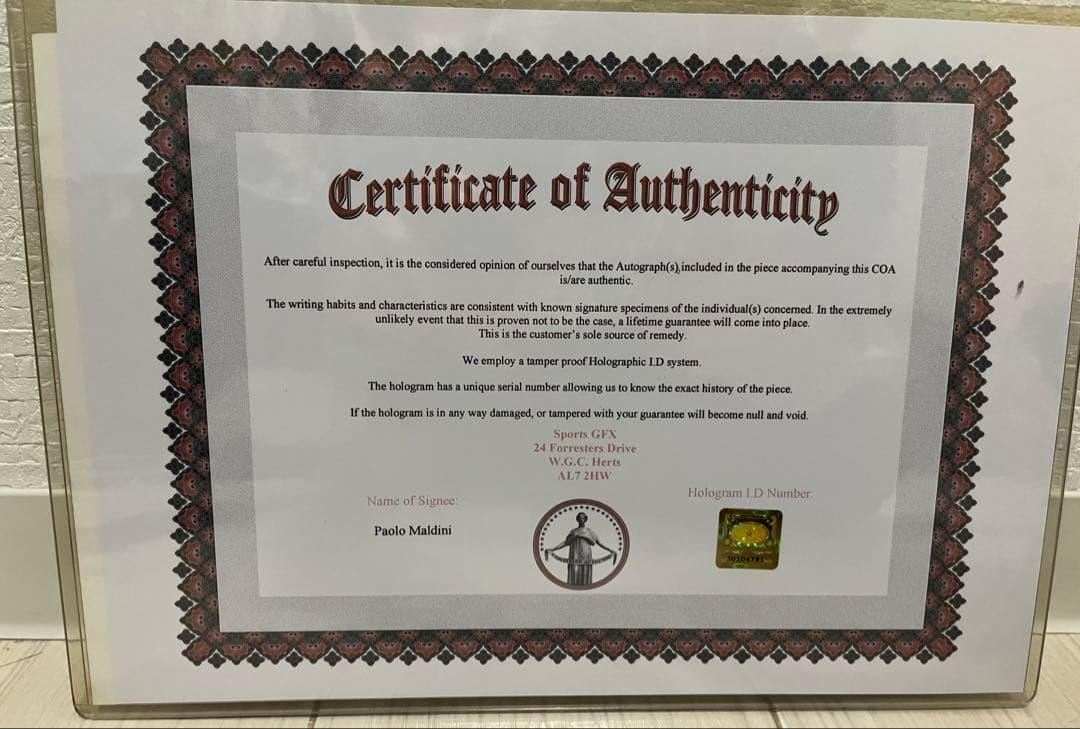 Certificate of Authenticity
After careful inspection, it is the considered opinion of ourselves that the Autograph(s), included in the piece accompanying this COA
is/are authentic.
The writing habits and characteristics are consistent with known signature specimens of the individual(s) concerned. In the extremely
unlikely event that this is proven not to be the case, a lifetime guarantee will come into place.
This is the customer's sole source of remedy.
We employ a tamper proof Holographic I.D system.
The hologram has a unique serial number allowing us to know the exact history of the piece.
If the hologram is in any way damaged, or tampered with your guarantee will become null and void.
Sports GFX
24 Forresters Drive
W.G.C. Herts
AL7 2HW
Name of Signee:
Hologram I.D Number:
Paolo Maldini